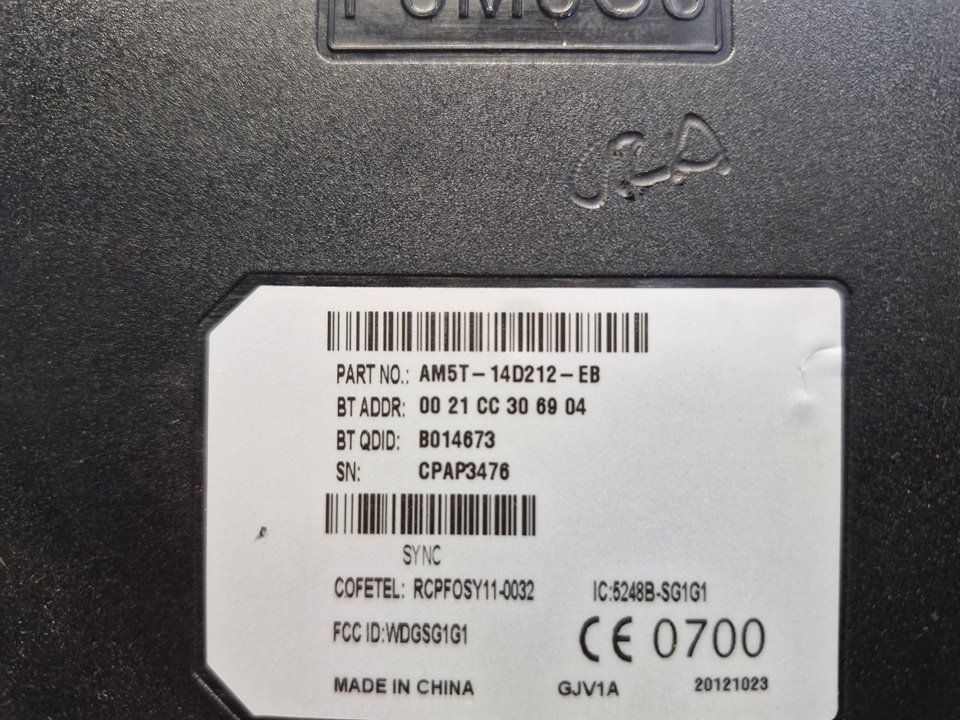 PART NO.: AM5T-14D212-EB
BT ADDR: 00 21 CC 30 69 04
BT QDID: B014673
SN: CPAP3476
SYNC
COFETEL: RCPFOSY11-0032 IC:5248B-SG1G1
FCC ID:WDGSG1G1 CE 0700
MADE IN CHINA GJV1A 20121023